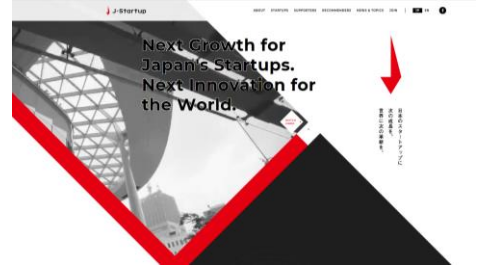 J-Startup
ABOUT STARTUPS SUPPORTERS RECOMMENDERS NEWS & TOPICS JOIN JP EN
Next Growth for
Japan's Startups.
Next Innovation for
the World.
日本のスタートアップに
次の成長を。
世界に次の革新を。